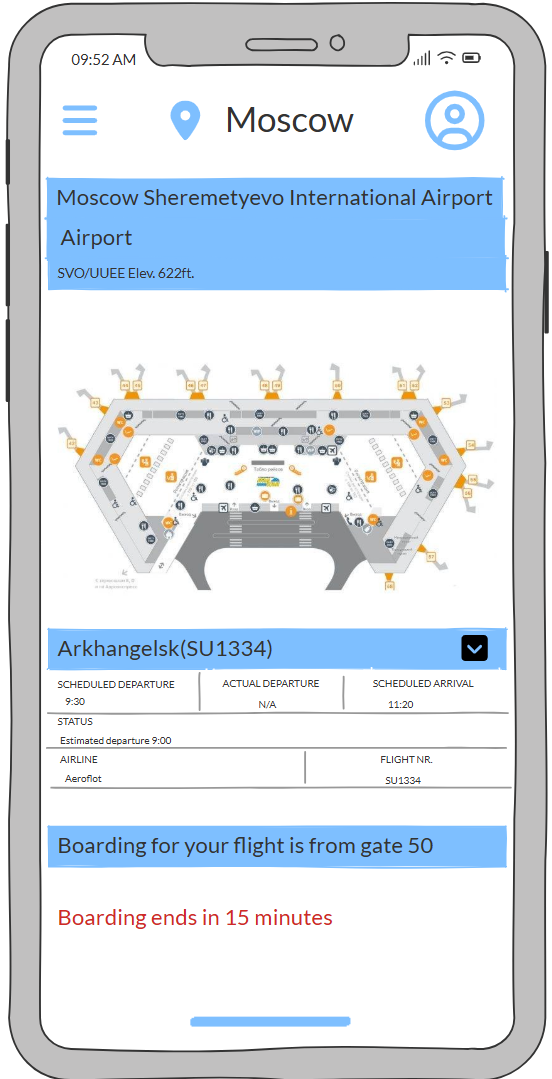 09:52 AM
Moscow
Moscow Sheremetyevo International Airport
Airport
SVO/UUEE Elev. 622ft.
Arkhangelsk(SU1334)
SCHEDULED DEPARTURE ACTUAL DEPARTURE SCHEDULED ARRIVAL
9:30 N/A 11:20
STATUS
Estimated departure 9:00
AIRLINE FLIGHT NR.
Aeroflot SU1334
Boarding for your flight is from gate 50
Boarding ends in 15 minutes